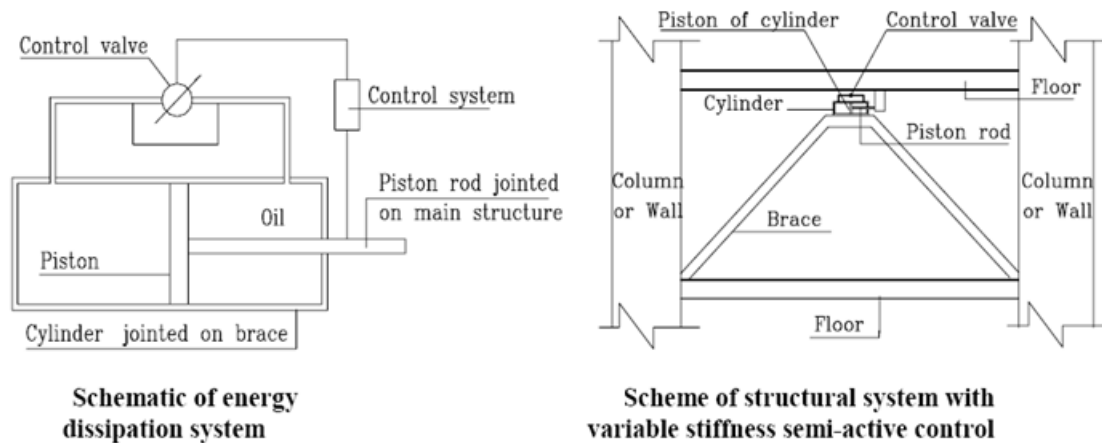 Control valve
Control system
Piston rod jointed
on main structure
Oil
Piston
Cylinder jointed on brace
Schematic of energy
dissipation system
Piston of cylinder
Control valve
Floor
Cylinder
Piston rod
Column
or Wall
Column
or Wall
Brace
Floor
Scheme of structural system with
variable stiffness semi-active control